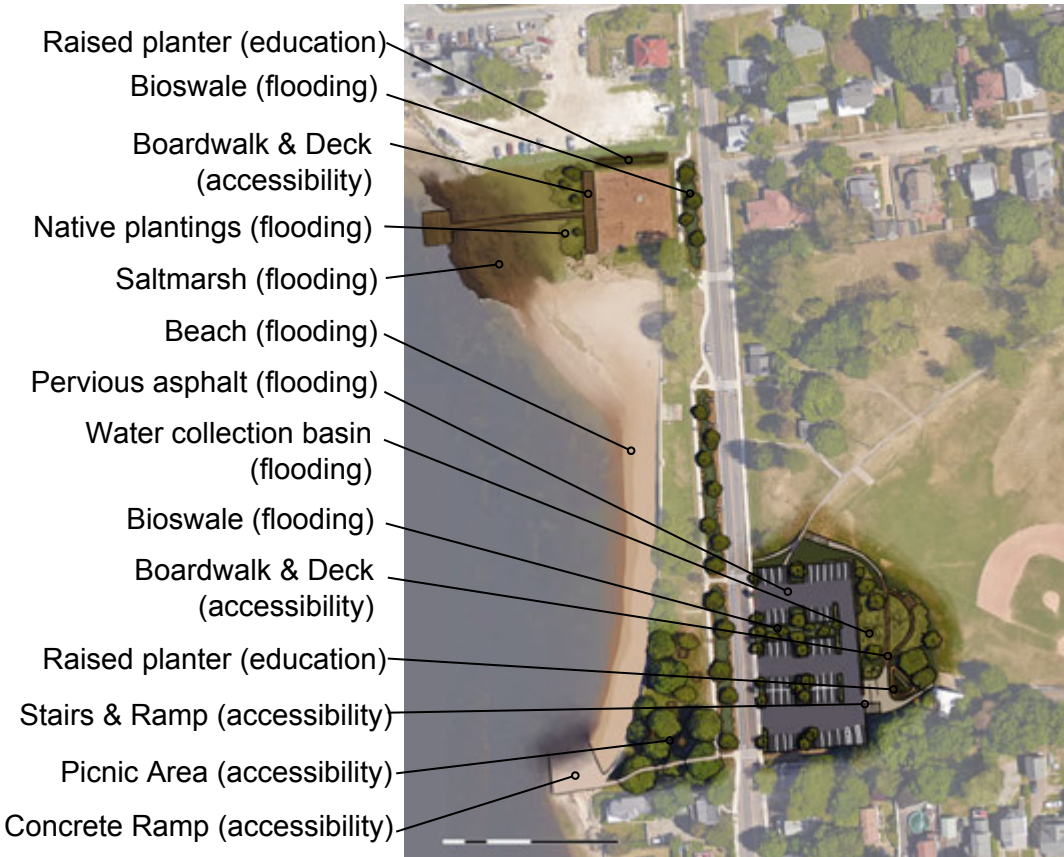 Raised planter (education)
Bioswale (flooding)
Boardwalk & Deck
(accessibility)
Native plantings (flooding)
Saltmarsh (flooding)
Beach (flooding)
Pervious asphalt (flooding)
Water collection basin
(flooding)
Bioswale (flooding)
Boardwalk & Deck
(accessibility)
Raised planter (education)
Stairs & Ramp (accessibility)
Picnic Area (accessibility)
Concrete Ramp (accessibility)